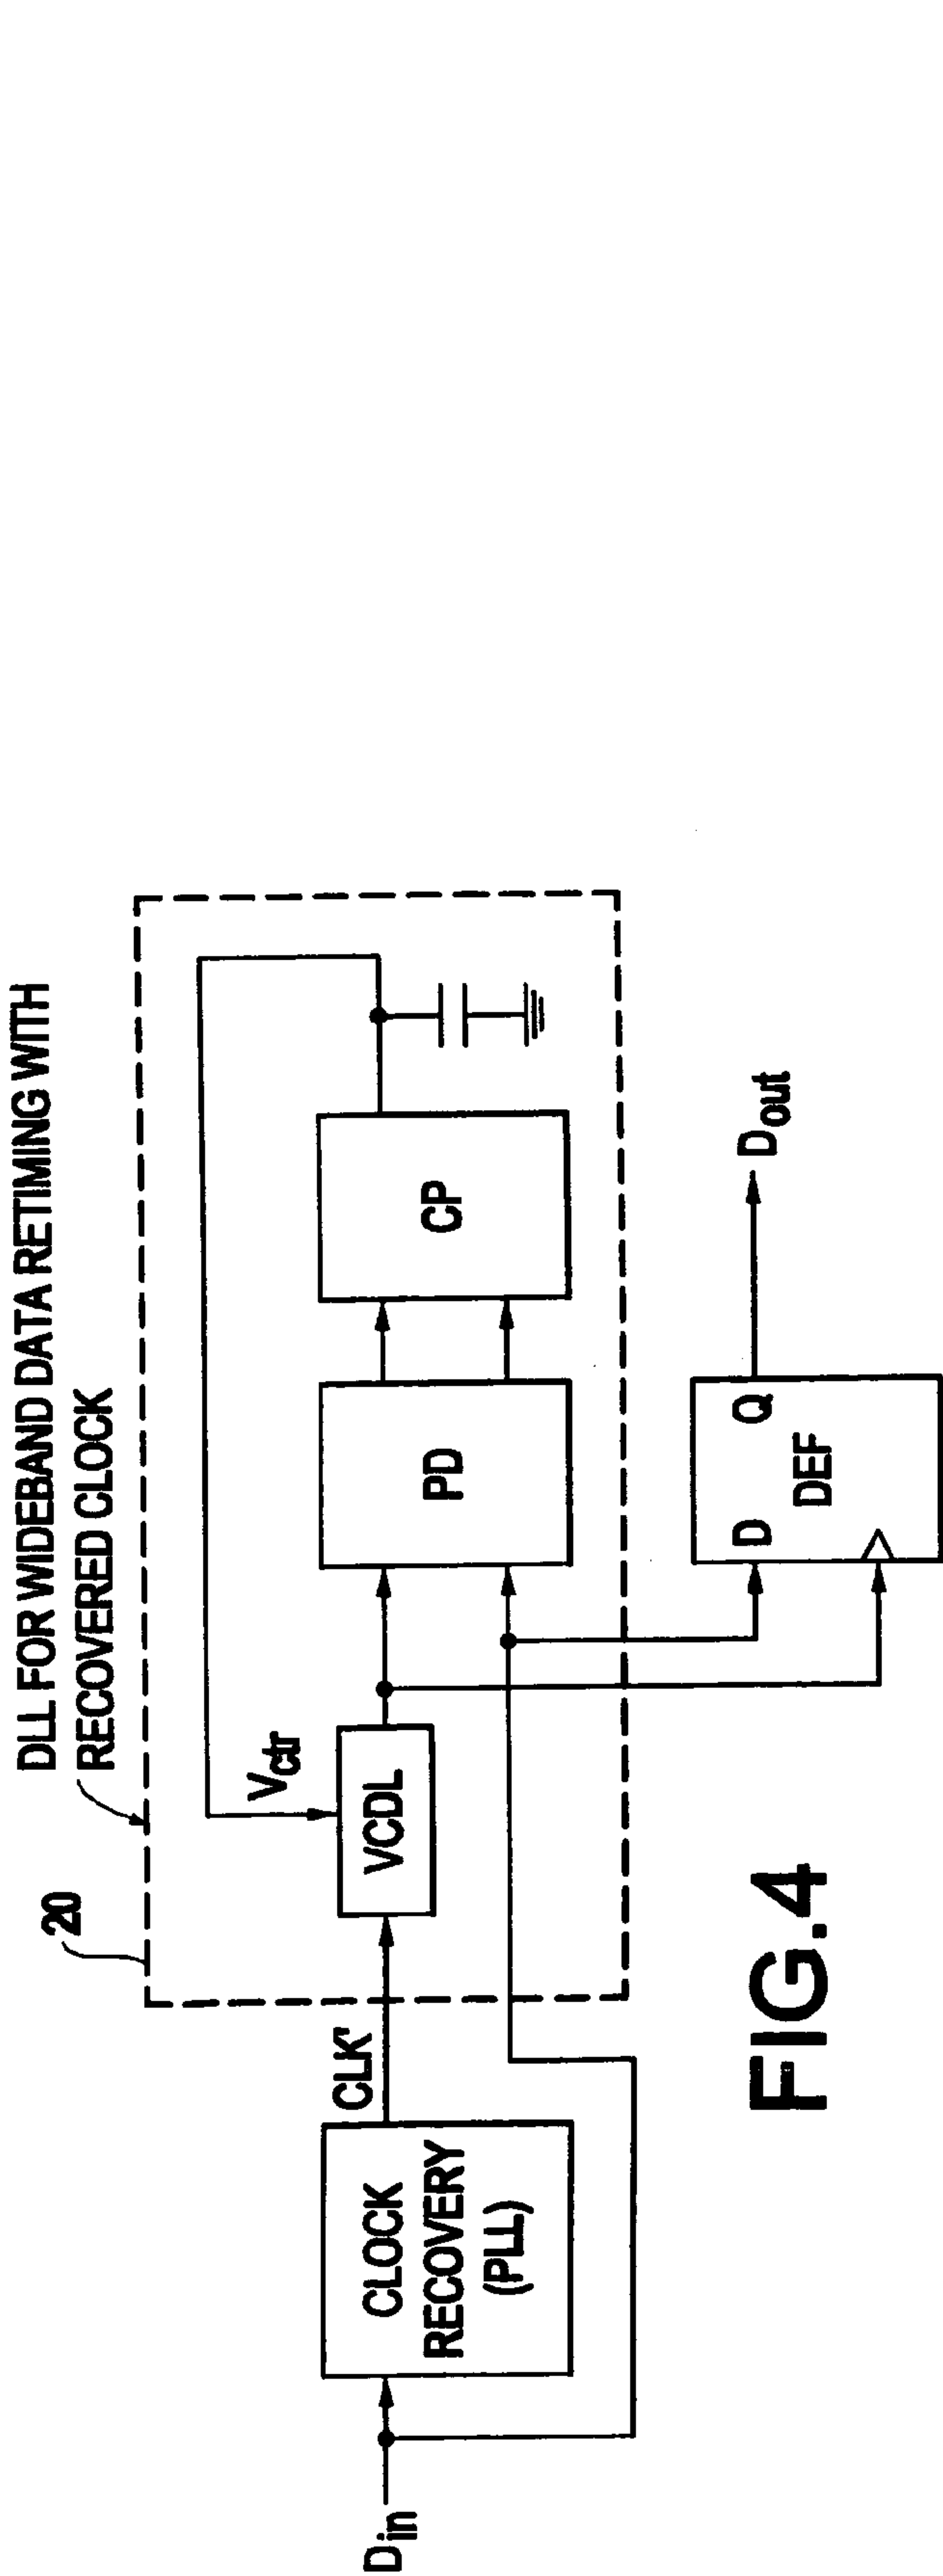 DLL FOR WIDEBAND DATA RETIMING WITH
RECOVERED CLOCK
20
Vctr
CLK'
VCDL
PD
CP
Din
CLOCK
RECOVERY
(PLL)
D
Q
DEF
Dout
FIG.4